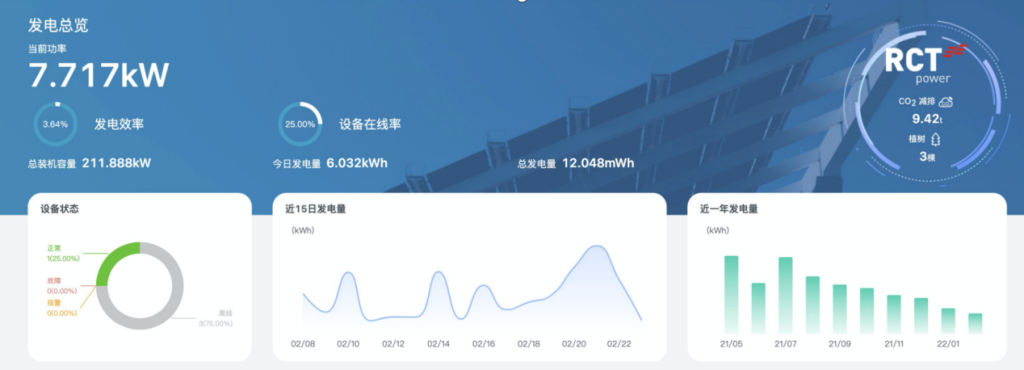 发电总览
当前功率
7.717kW
3.64%
发电效率
25.00%
设备在线率
总装机容量 211.888kW
今日发电量 6.032kWh
总发电量 12.048mWh
RCT
power
CO2 减排
9.42t
植树
3棵
设备状态
正常
1(25.00%)
故障
0(0.00%)
报警
0(0.00%)
离线
3(75.00%)
近15日发电量
(kWh)
02/08 02/10 02/12 02/14 02/16 02/18 02/20 02/22
近一年发电量
(kWh)
21/05 21/07 21/09 21/11 22/01